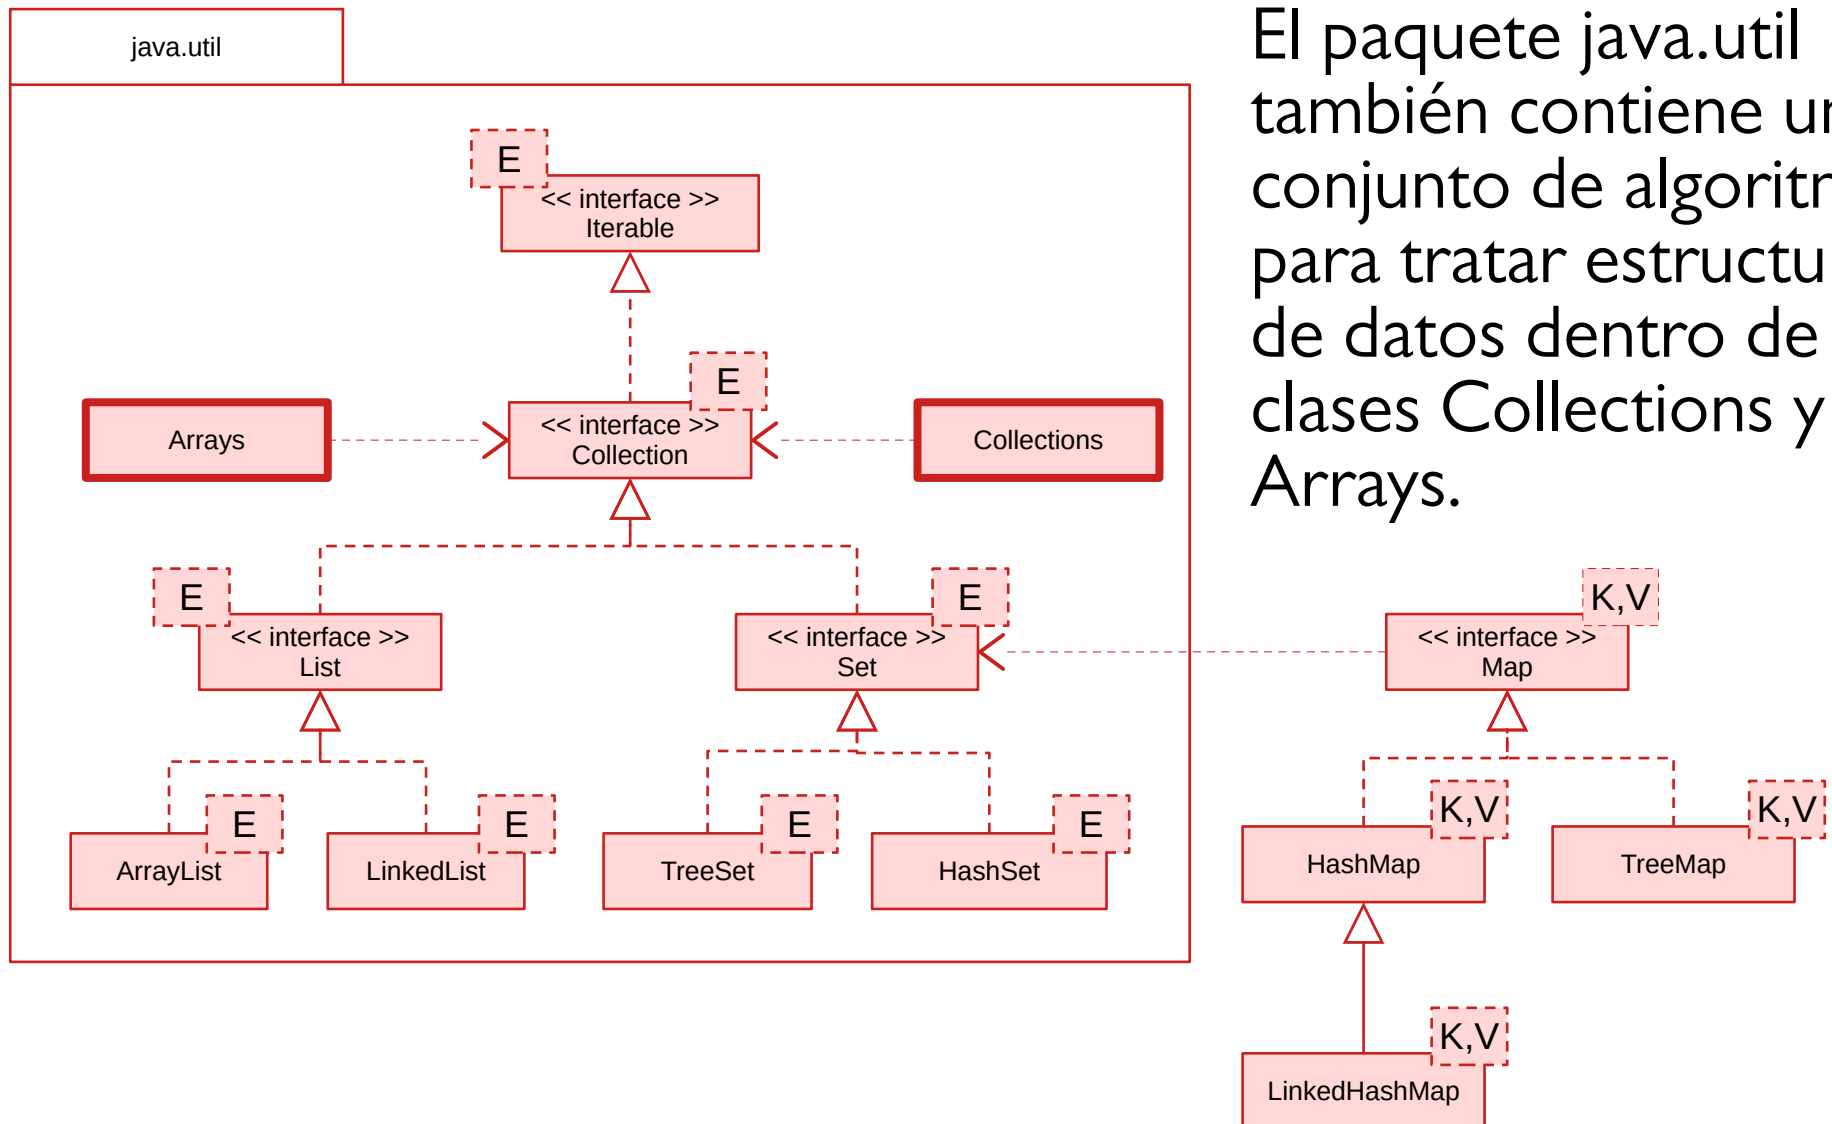 java.util
El paquete java.util
también contiene un
conjunto de
para tratar
de datos dentro de
clases Collections y
Arrays.
E
<< interface >>
Iterable
E
Arrays
<< interface >>
Collection
Collections
E
<< interface >>
List
E
<< interface >>
Set
K,V
<< interface >>
Map
E
ArrayList
E
LinkedList
E
TreeSet
E
HashSet
K,V
HashMap
K,V
TreeMap
K,V
LinkedHashMap